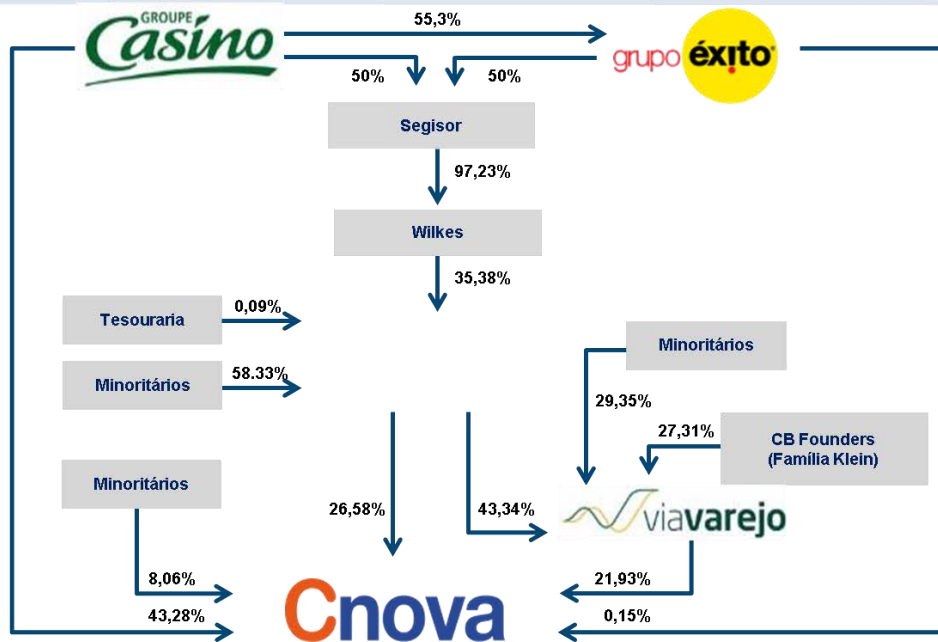 GROUPE
Casino
55,3%
grupo éxito
50%
50%
Segisor
97,23%
Wilkes
35,38%
Tesouraria
0,09%
Minoritários
58.33%
Minoritários
29,35%
27,31%
CB Founders
(Família Klein)
Minoritários
26,58%
43,34%
viavarejo
8,06%
21,93%
43,28%
Cnova
0,15%